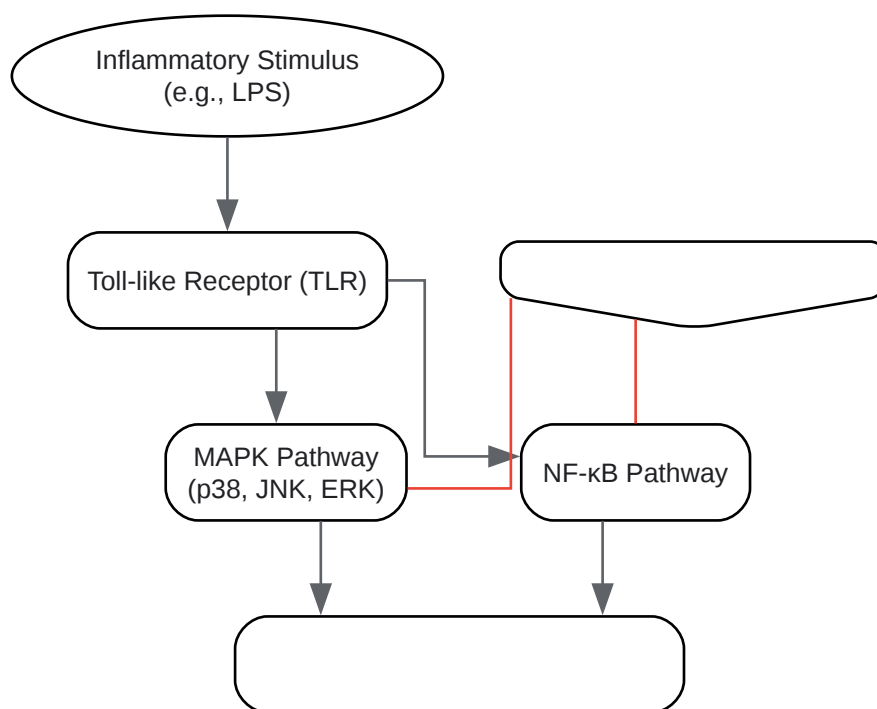 Inflammatory Stimulus
(e.g., LPS)
Toll-like Receptor (TLR)
MAPK Pathway
(p38, JNK, ERK)
NF-κB Pathway